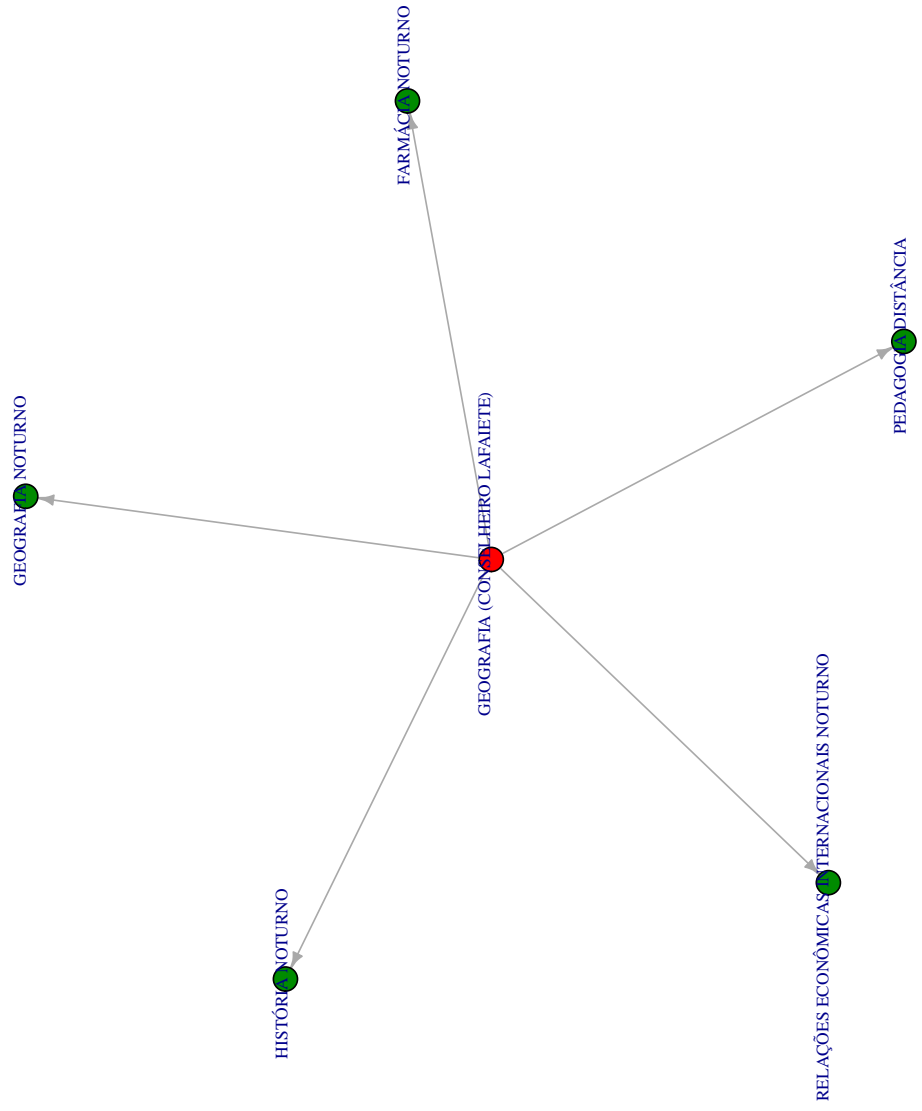 FARMÁCIA NOTURNO
PEDAGOGIA DISTÂNCIA
GEOGRAFIA NOTURNO
GEOGRAFIA (CONSELHEIRO LAFAIETE)
RELAÇÕES ECONÔMICAS INTERNACIONAIS NOTURNO
HISTÓRIA NOTURNO